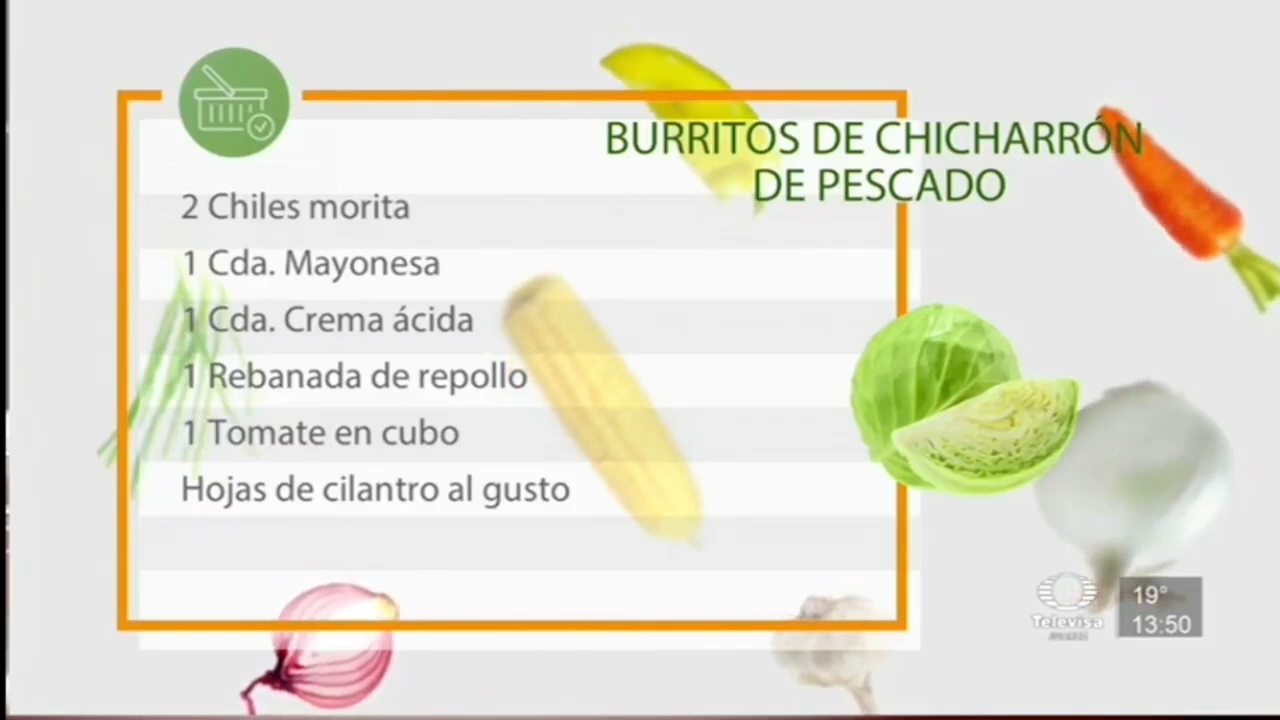 BURRITOS DE CHICHARRÓN
DE PESCADO
2 Chiles morita
1 Cda. Mayonesa
1 Cda. Crema ácida
1 Rebanada de repollo
1 Tomate en cubo
Hojas de cilantro al gusto
Televisa
19°
13:50